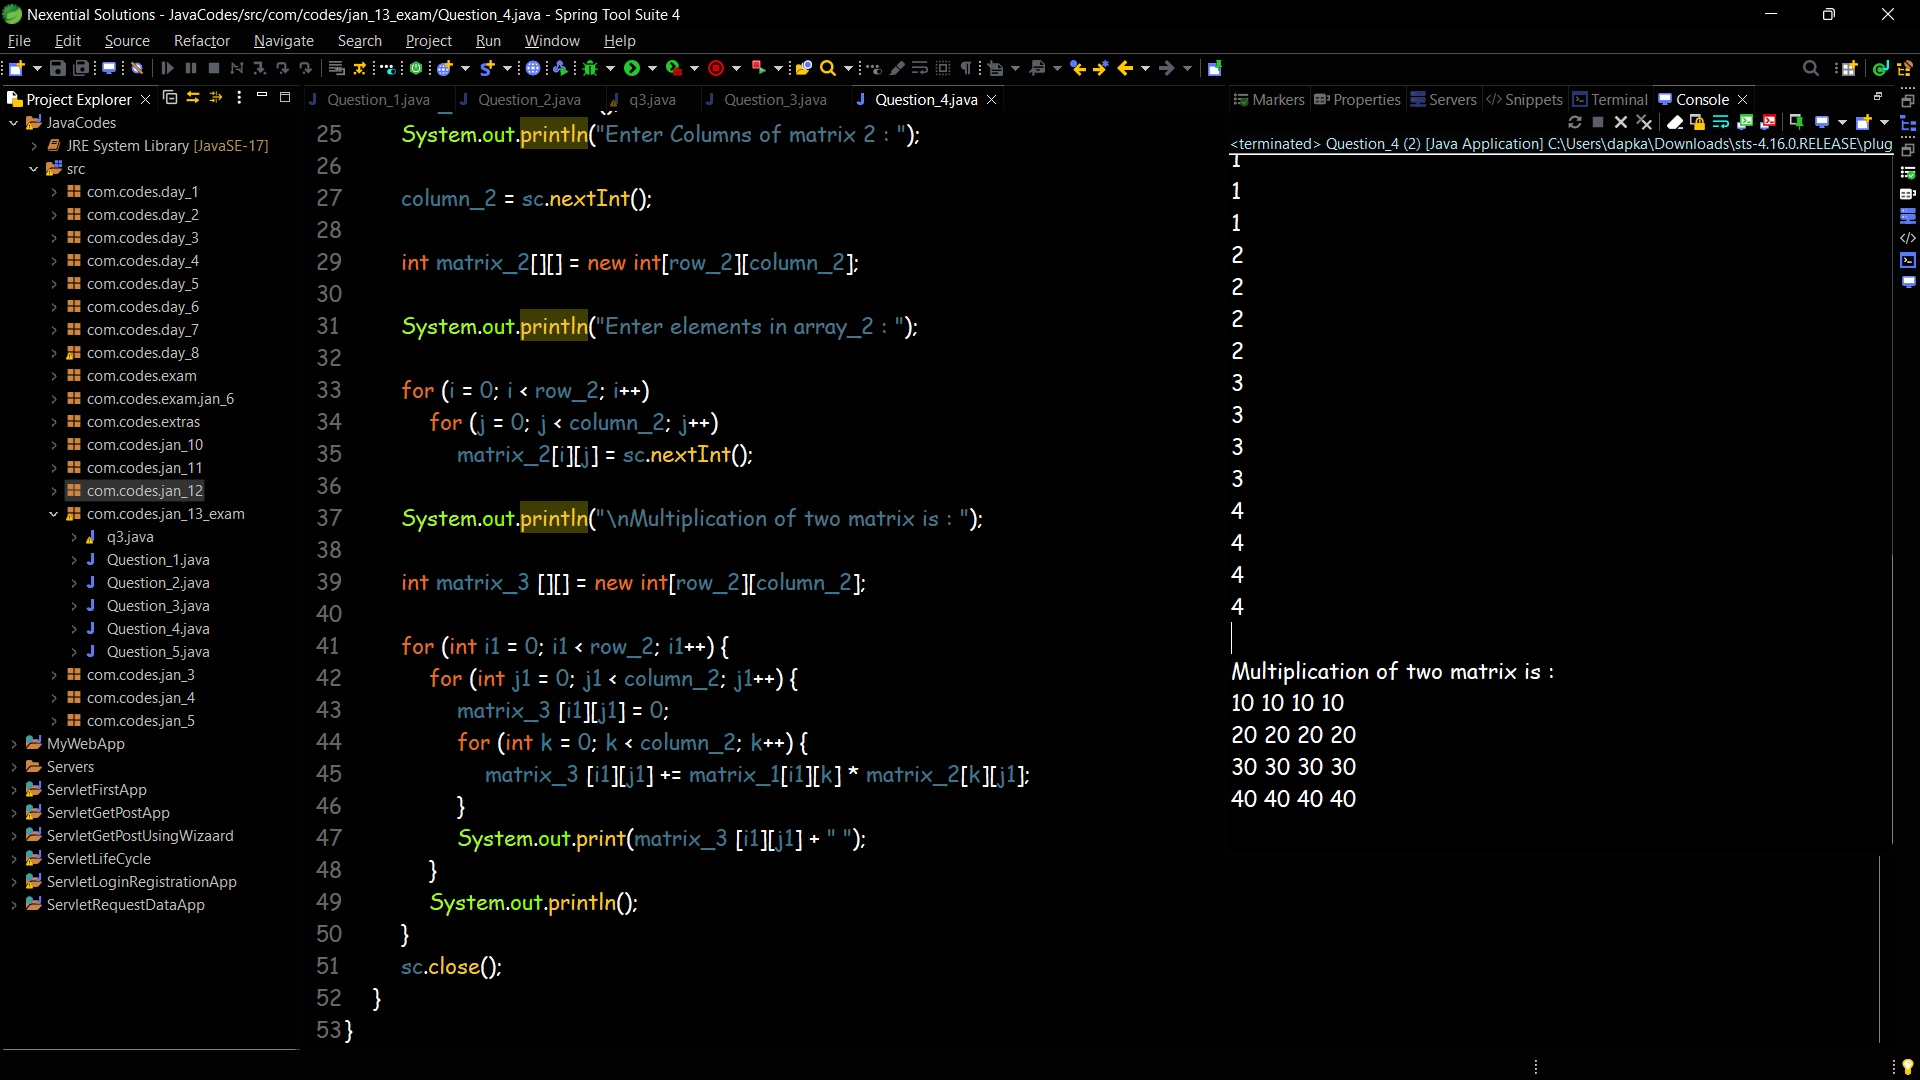 Nexential Solutions - JavaCodes/src/com/codes/jan_13_exam/Question_4.java - Spring Tool Suite 4
File Edit Source Refactor Navigate Search Project Run Window Help
Project Explorer
JavaCodes
JRE System Library [JavaSE-17]
src
com.codes.day_1
com.codes.day_2
com.codes.day_3
com.codes.day_4
com.codes.day_5
com.codes.day_6
com.codes.day_7
com.codes.day_8
com.codes.exam
com.codes.exam.jan_6
com.codes.extras
com.codes.jan_10
com.codes.jan_11
com.codes.jan_12
com.codes.jan_13_exam
q3.java
Question_1.java
Question_2.java
Question_3.java
Question_4.java
Question_5.java
com.codes.jan_3
com.codes.jan_4
com.codes.jan_5
MyWebApp
Servers
ServletFirstApp
ServletGetPostApp
ServletGetPostUsingWizaard
ServletLifeCycle
ServletLoginRegistrationApp
ServletRequestDataApp
Question_1.java Question_2.java q3.java Question_3.java Question_4.java
25 System.out.println("Enter Columns of matrix 2 : ");
26
27 column_2 = sc.nextInt();
28
29 int matrix_2[][] = new int[row_2][column_2];
30
31 System.out.println("Enter elements in array_2 : ");
32
33 for (i = 0; i < row_2; i++)
34 for (j = 0; j < column_2; j++)
35 matrix_2[i][j] = sc.nextInt();
36
37 System.out.println("\nMultiplication of two matrix is : ");
38
39 int matrix_3 [][] = new int[row_2][column_2];
40
41 for (int i1 = 0; i1 < row_2; i1++) {
42 for (int j1 = 0; j1 < column_2; j1++) {
43 matrix_3 [i1][j1] = 0;
44 for (int k = 0; k < column_2; k++) {
45 matrix_3 [i1][j1] += matrix_1[i1][k] * matrix_2[k][j1];
46 }
47 System.out.print(matrix_3 [i1][j1] + " ");
48 }
49 System.out.println();
50 }
51 sc.close();
52 }
53 }
Markers Properties Servers Snippets Terminal Console
<terminated> Question_4 (2) [Java Application] C:\Users\dapka\Downloads\sts-4.16.0.RELEASE\plug
1
1
1
2
2
2
2
3
3
3
3
4
4
4
4
Multiplication of two matrix is :
10 10 10 10
20 20 20 20
30 30 30 30
40 40 40 40